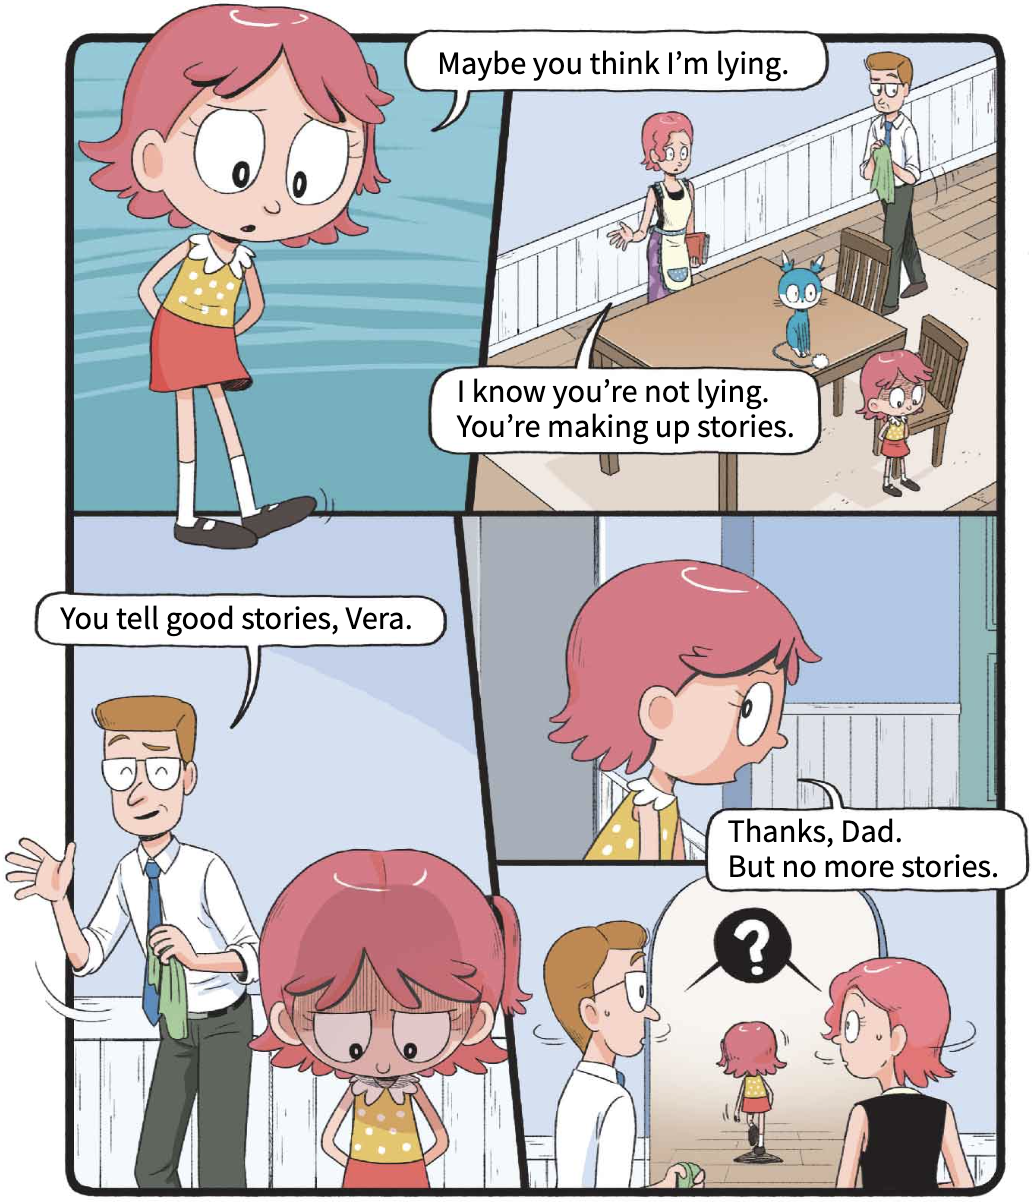 Maybe you think I’m lying.
I know you’re not lying.
You’re making up stories.
You tell good stories, Vera.
Thanks, Dad.
But no more stories.
?